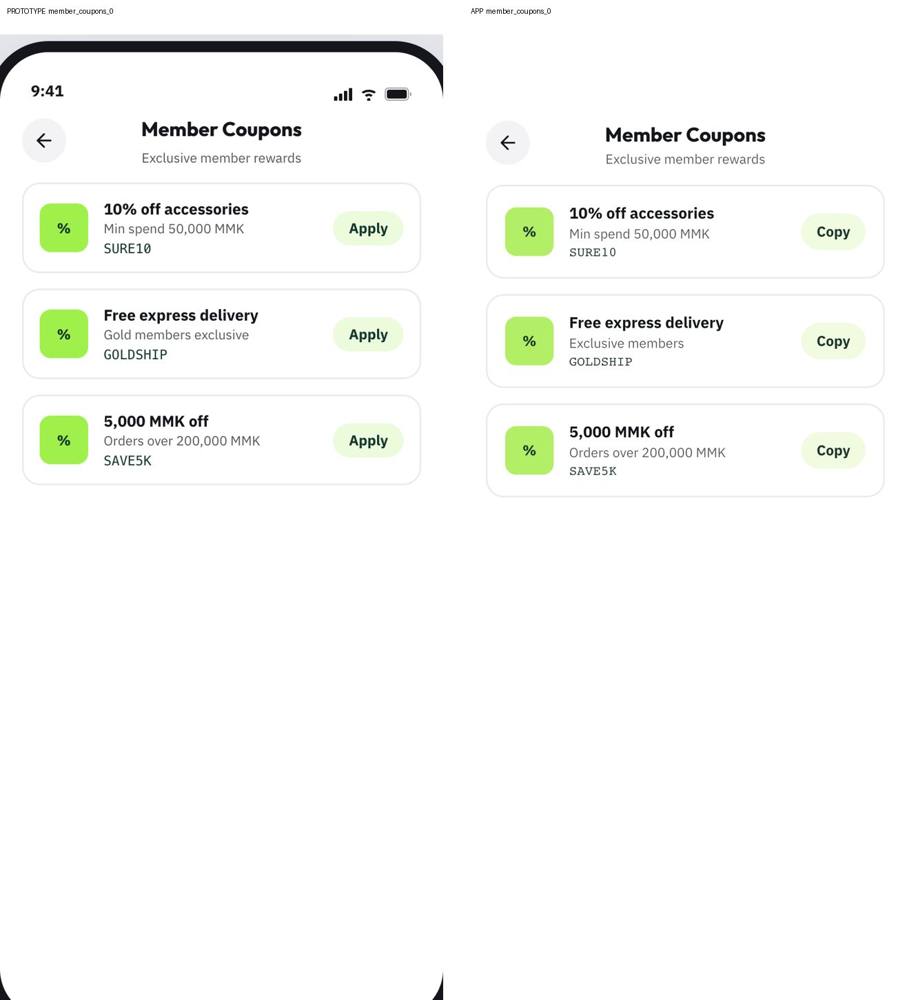 PROTOTYPE member_coupons_0
9:41
Member Coupons
Exclusive member rewards
%
10% off accessories
Min spend 50,000 MMK
SURE10
Apply
%
Free express delivery
Gold members exclusive
GOLDSHIP
Apply
%
5,000 MMK off
Orders over 200,000 MMK
SAVE5K
Apply
APP member_coupons_0
Member Coupons
Exclusive member rewards
%
10% off accessories
Min spend 50,000 MMK
SURE10
Copy
%
Free express delivery
Exclusive members
GOLDSHIP
Copy
%
5,000 MMK off
Orders over 200,000 MMK
SAVE5K
Copy